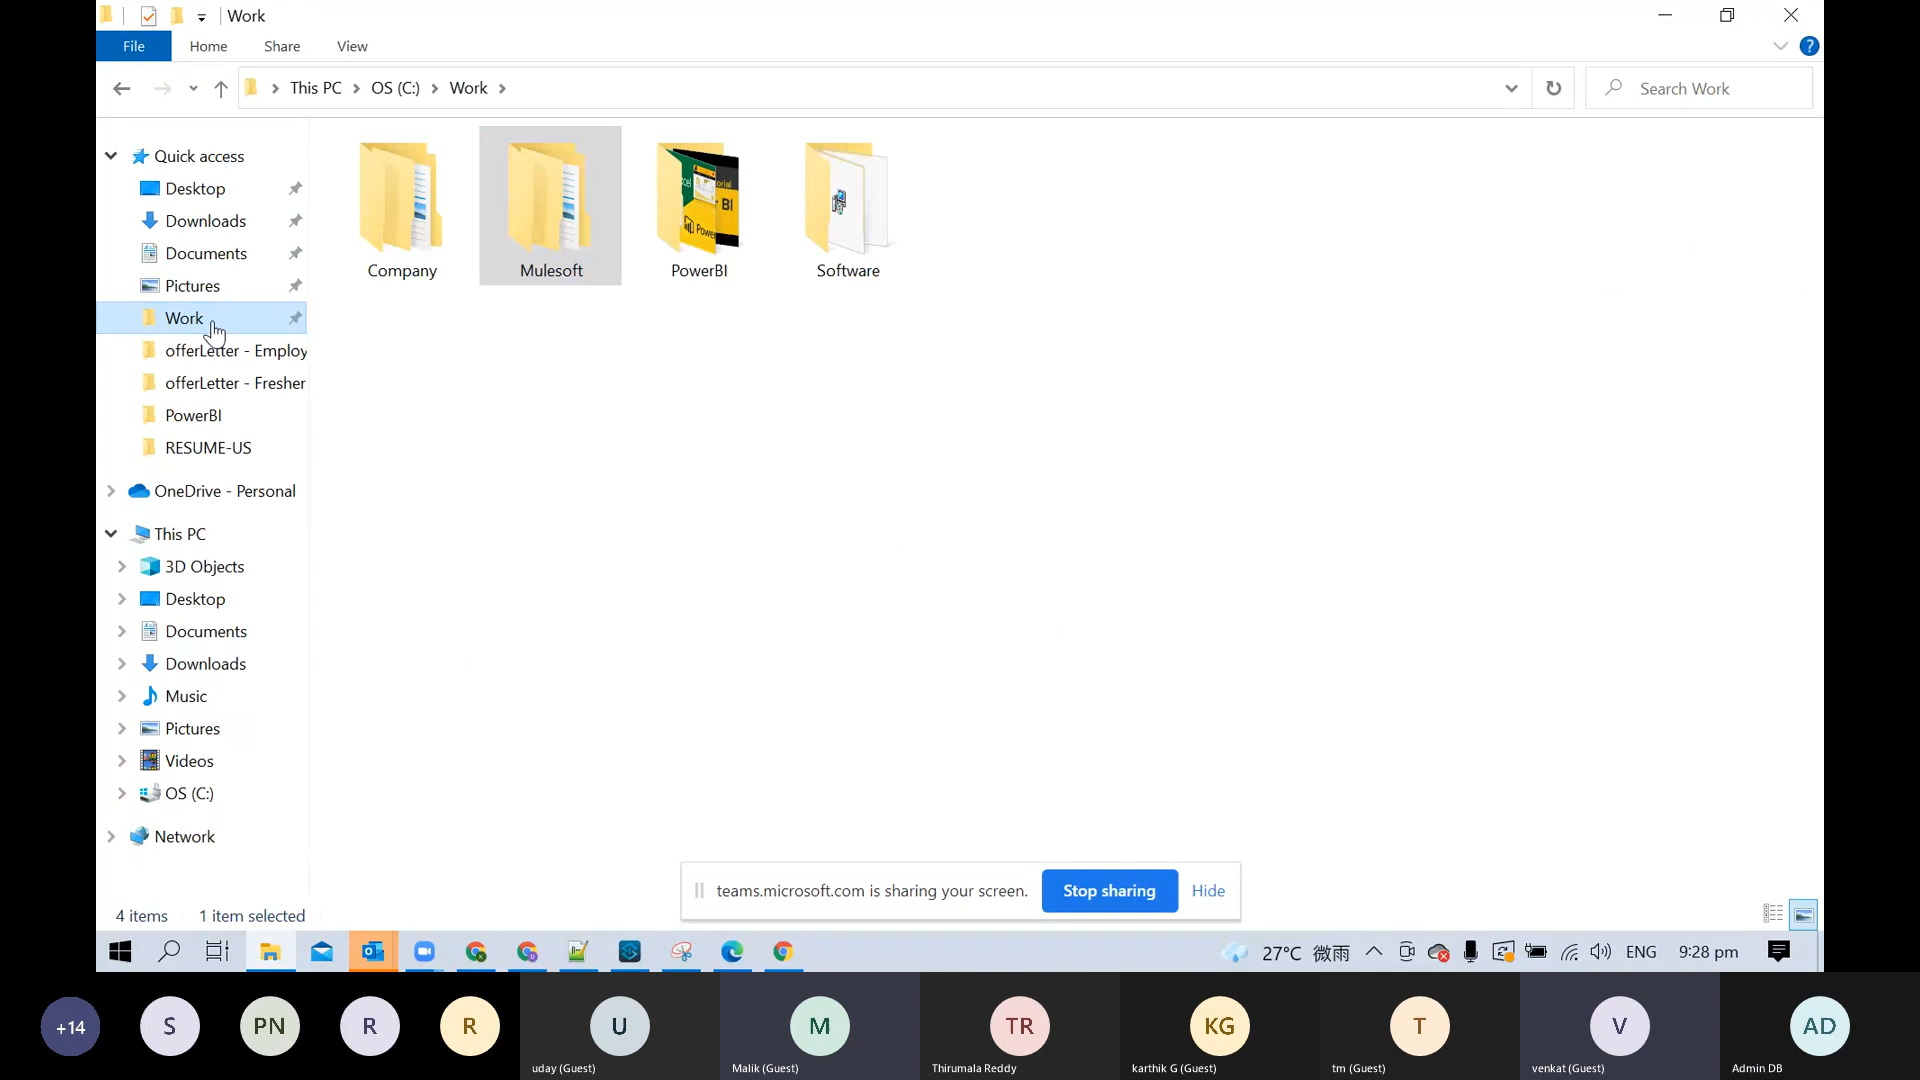 Work
File Home Share View
This PC OS (C:) Work
Search Work
Quick access
Desktop
Downloads
Documents
Pictures
Work
offerLetter - Employ
offerLetter - Fresher
PowerBI
RESUME-US
OneDrive - Personal
This PC
3D Objects
Desktop
Documents
Downloads
Music
Pictures
Videos
OS (C:)
Network
Company Mulesoft PowerBI Software
teams.microsoft.com is sharing your screen. Stop sharing Hide
4 items 1 item selected
27°C 微雨 ENG 9:28 pm
+14 S PN R R U M TR KG T V AD
uday (Guest) Malik (Guest) Thirumala Reddy karthik G (Guest) tm (Guest) venkat (Guest) Admin DB